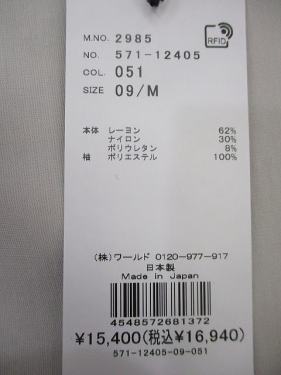 M.NO. 2985
RFID
NO. 571-12405
COL. 051
SIZE 09/M
本体 レーヨン 62%
ナイロン 30%
ポリウレタン 8%
袖 ポリエステル 100%
(株)ワールド 0120-977-917
日本製
Made in Japan
4548572681372
¥15,400(税込¥16,940)
571-12405-09-051